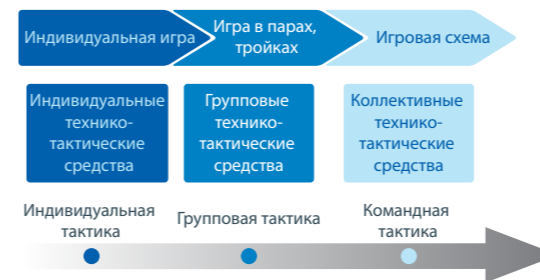 Индивидуальная игра
Игра в парах,
тройках
Игровая схема
Индивидуальные
технико-
тактические
средства
Групповые
технико-
тактические
средства
Коллективные
технико-
тактические
средства
Индивидуальная
тактика
Групповая тактика
Командная
тактика